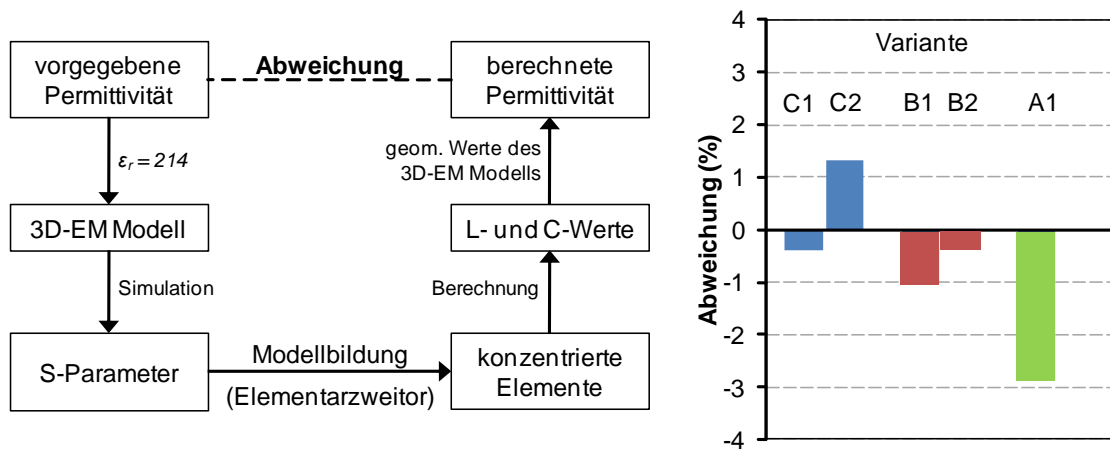 vorgegebene
Permittivität
Abweichung
berechnete
Permittivität
εr = 214
geom. Werte des
3D-EM Modells
3D-EM Modell
L- und C-Werte
Simulation
Berechnung
S-Parameter
Modellbildung
(Elementarzweitor)
konzentrierte
Elemente
Abweichung (%)
4
3
2
1
0
-1
-2
-3
-4
Variante
C1 C2 B1 B2 A1